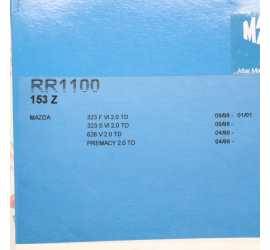 RR1100
153 Z
MAZDA 323 F VI 2.0 TD 09/98 - 01/01
323 S VI 2.0 TD 09/98 -
626 V 2.0 TD 04/98 -
PREMACY 2.0 TD 04/99 -